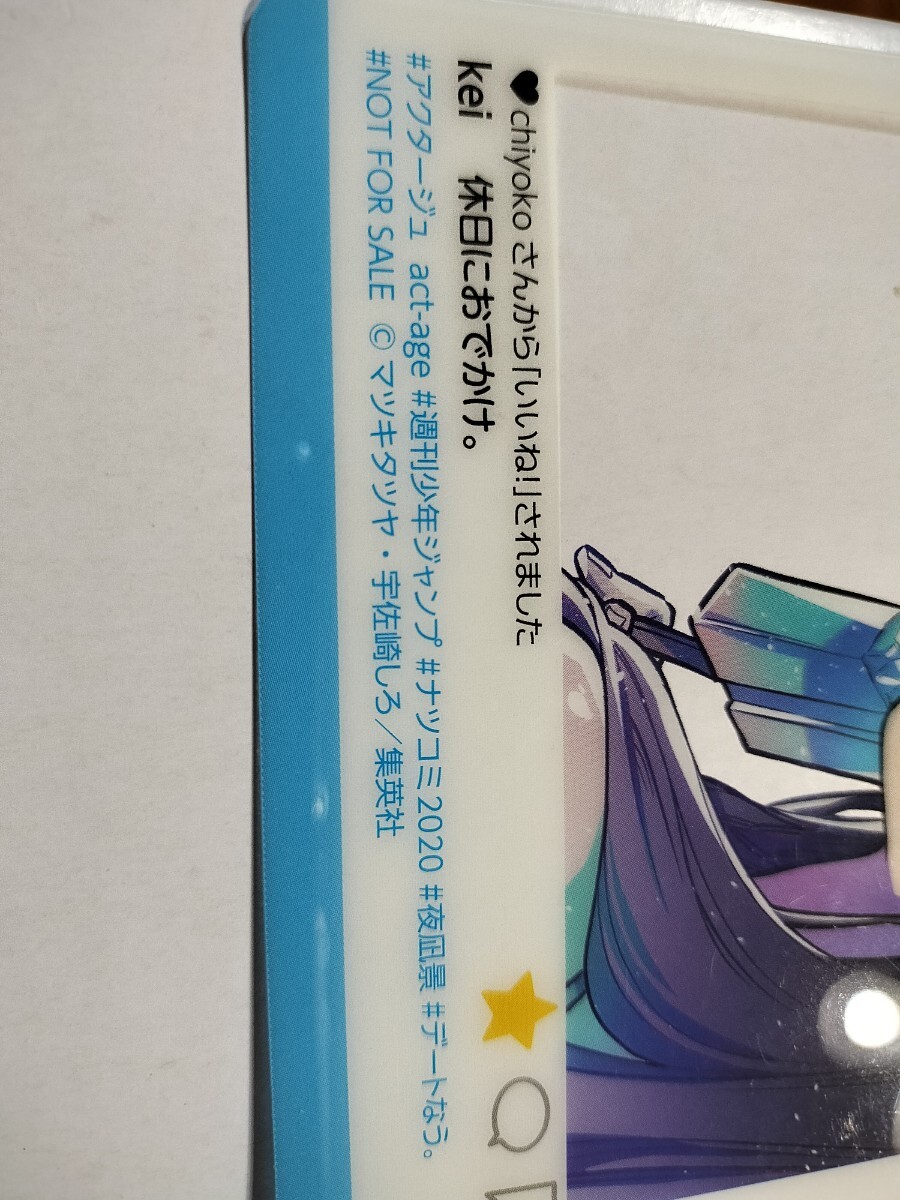 ♥chiyoko さんから「いいね!」されました
kei 休日におでかけ。
#アクタージュ act-age #週刊少年ジャンプ #ナツコミ2020 #夜凪景 #デートなう。
#NOT FOR SALE ©マツキタツヤ・宇佐崎しろ/集英社